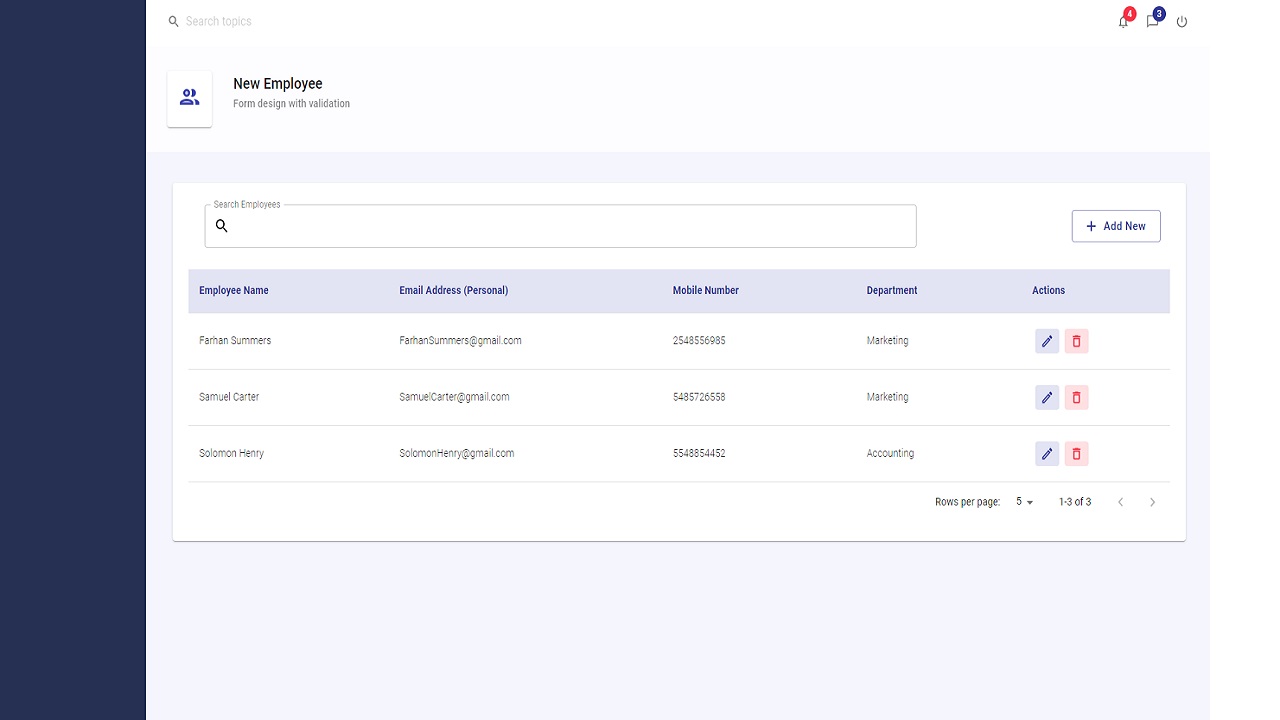 Search topics
4
3
New Employee
Form design with validation
Search Employees
Add New
Employee Name Email Address (Personal) Mobile Number Department Actions
Farhan Summers FarhanSummers@gmail.com 2548556985 Marketing
Samuel Carter SamuelCarter@gmail.com 5485726558 Marketing
Solomon Henry SolomonHenry@gmail.com 5548854452 Accounting
Rows per page: 5 1-3 of 3